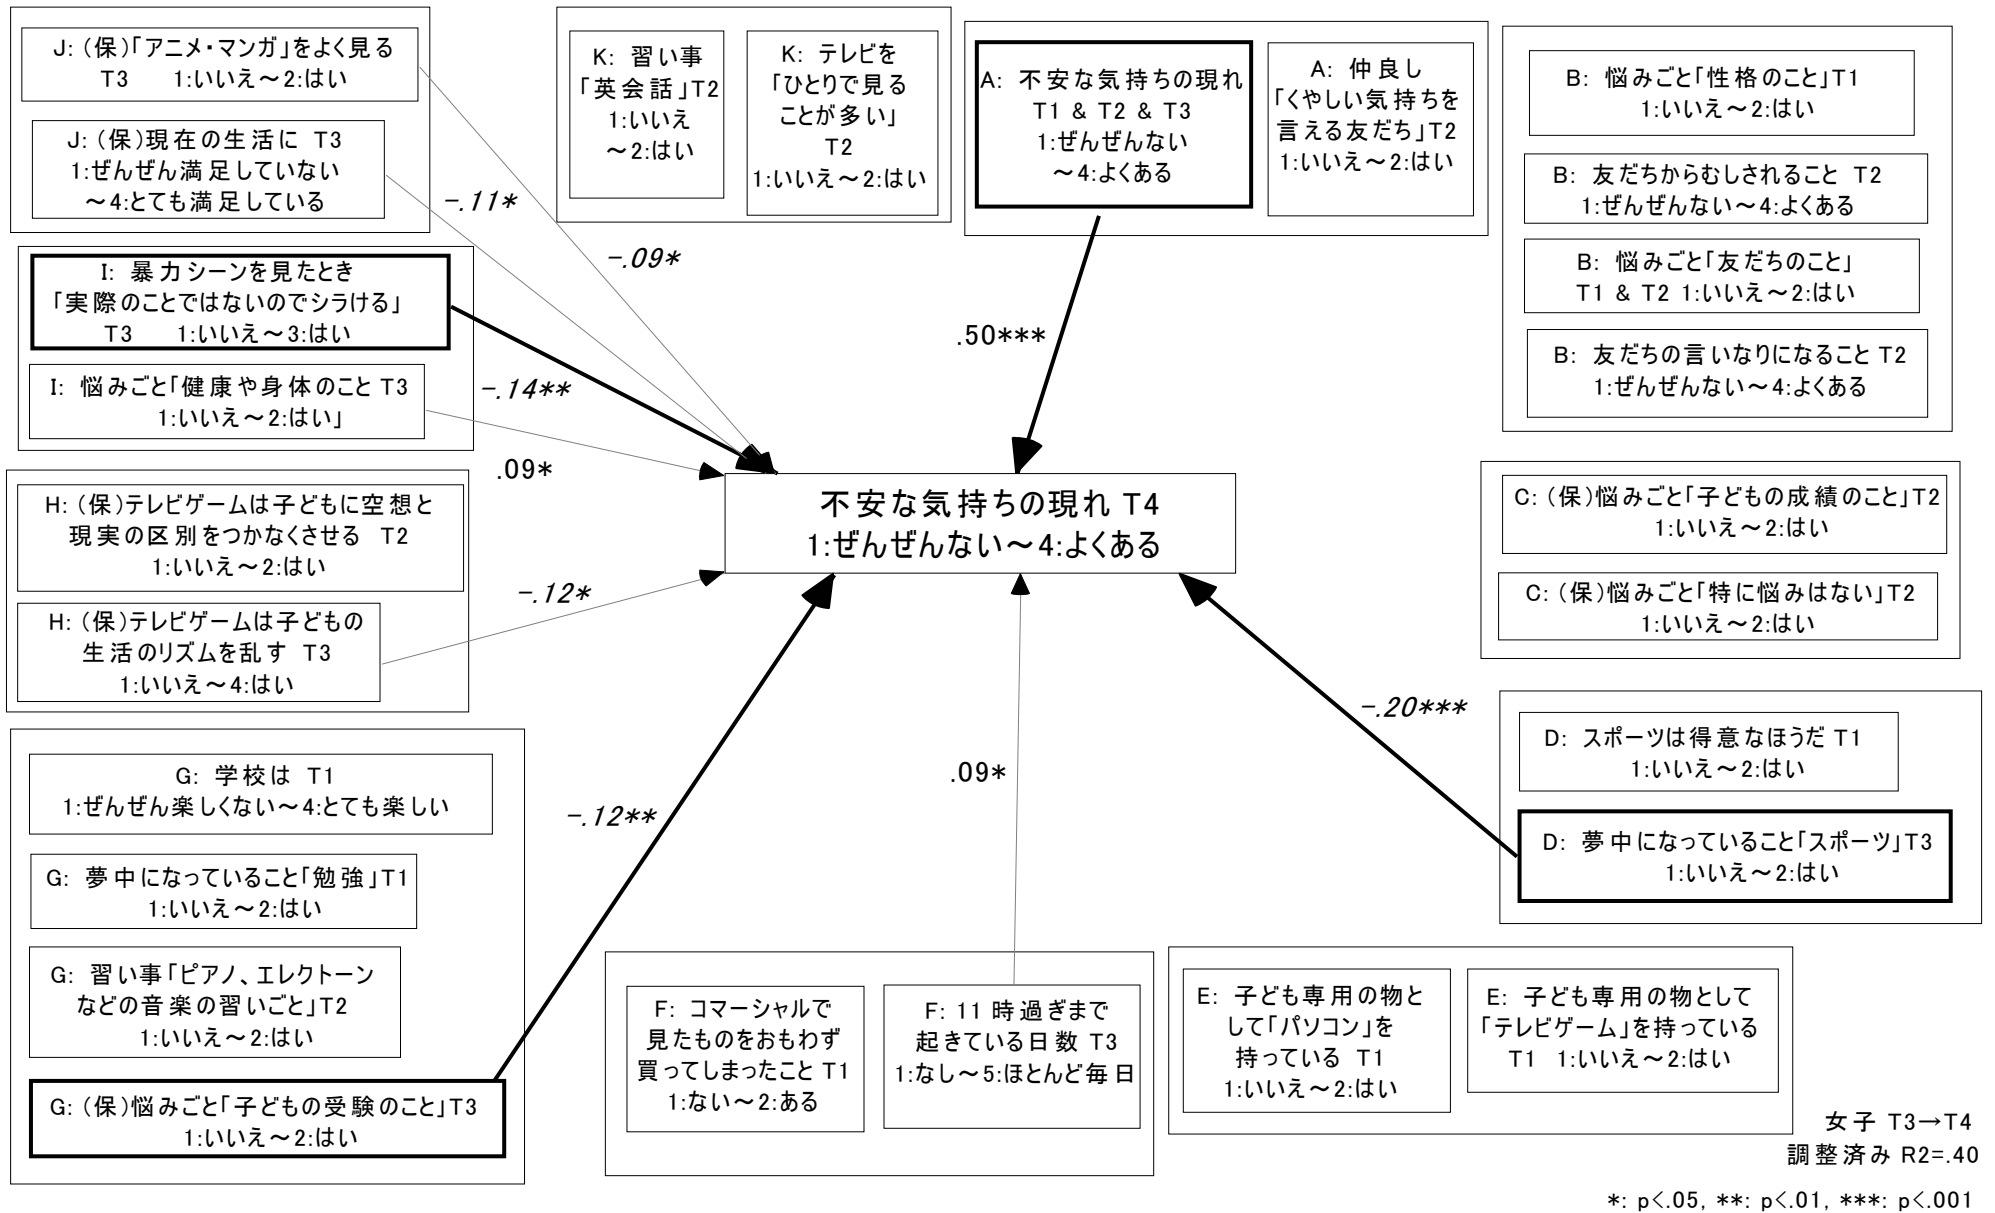 J:（保）「アニメ・マンガ」をよく見る
T3　1:いいえ～2:はい
J:（保）現在の生活に T3
1:ぜんぜん満足していない
～4:とても満足している
-.11*
-.09*
I: 暴力シーンを見たとき
「実際のことではないのでシラける」
T3　1:いいえ～3:はい
I: 悩みごと「健康や身体のこと T3
1:いいえ～2:はい」
-.14**
.09*
H:（保）テレビゲームは子どもに空想と
現実の区別をつかなくさせる T2
1:いいえ～2:はい
H:（保）テレビゲームは子どもの
生活のリズムを乱す T3
1:いいえ～4:はい
-.12*
G: 学校は T1
1:ぜんぜん楽しくない～4:とても楽しい
G: 夢中になっていること「勉強」T1
1:いいえ～2:はい
G: 習い事「ピアノ、エレクトーン
などの音楽の習いごと」T2
1:いいえ～2:はい
G:（保）悩みごと「子どもの受験のこと」T3
1:いいえ～2:はい
-.12**
K: 習い事
「英会話」T2
1:いいえ
～2:はい
K: テレビを
「ひとりで見る
ことが多い」
T2
1:いいえ～2:はい
A: 不安な気持ちの現れ
T1 & T2 & T3
1:ぜんぜんない
～4:よくある
A: 仲良し
「くやしい気持ちを
言える友だち」T2
1:いいえ～2:はい
.50***
不安な気持ちの現れ T4
1:ぜんぜんない～4:よくある
B: 悩みごと「性格のこと」T1
1:いいえ～2:はい
B: 友だちからむしされること T2
1:ぜんぜんない～4:よくある
B: 悩みごと「友だちのこと」
T1 & T2 1:いいえ～2:はい
B: 友だちの言いなりになること T2
1:ぜんぜんない～4:よくある
C:（保）悩みごと「子どもの成績のこと」T2
1:いいえ～2:はい
C:（保）悩みごと「特に悩みはない」T2
1:いいえ～2:はい
-.20***
D: スポーツは得意なほうだ T1
1:いいえ～2:はい
D: 夢中になっていること「スポーツ」T3
1:いいえ～2:はい
.09*
F: コマーシャルで
見たものをおもわず
買ってしまったこと T1
1:ない～2:ある
F: 11 時過ぎまで
起きている日数 T3
1:なし～5:ほとんど毎日
E: 子ども専用の物と
して「パソコン」を
持っている T1
1:いいえ～2:はい
E: 子ども専用の物として
「テレビゲーム」を持っている
T1 1:いいえ～2:はい
女子 T3→T4
調整済み R2=.40
*: p<.05, **: p<.01, ***: p<.001